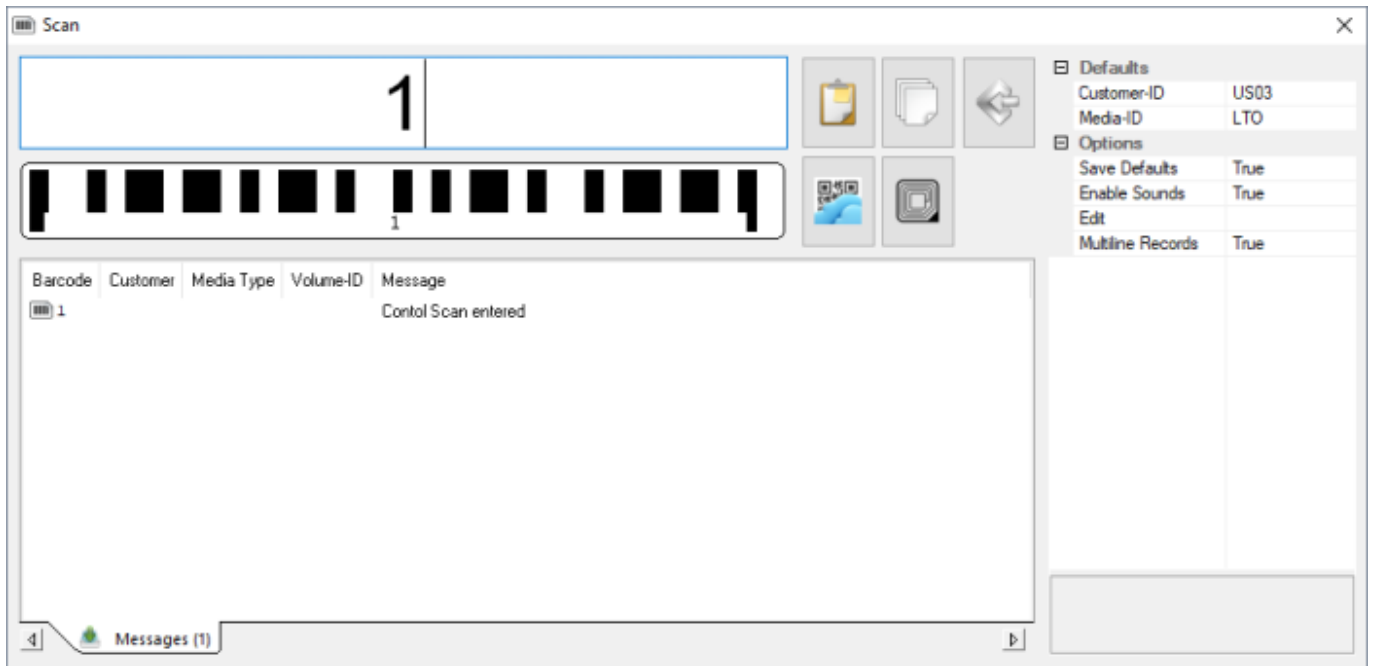 Scan
1
1
Barcode Customer Media Type Volume-ID Message
1 Contol Scan entered
Messages (1)
Defaults
Customer-ID US03
Media-ID LTO
Options
Save Defaults True
Enable Sounds True
Edit
Multiline Records True